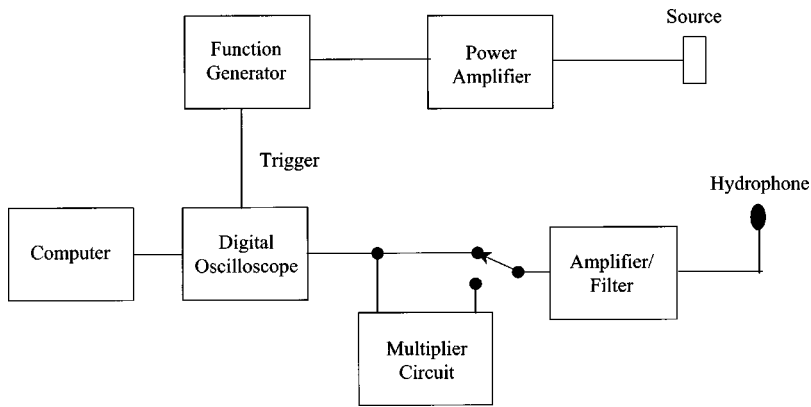 Source
Function
Generator
Power
Amplifier
Trigger
Hydrophone
Computer
Digital
Oscilloscope
Amplifier/
Filter
Multiplier
Circuit